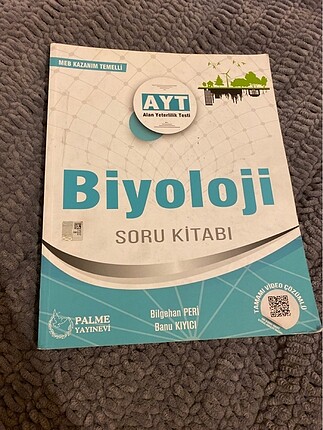 MEB KAZANIM TEMELLİ
AYT
Alan Yeterlilik Testi
Biyoloji
SORU KİTABI
Bilgehan PERİ
Banu KIYICI
PALME
YAYINEVİ
TAMAMI VİDEO ÇÖZÜMLÜ